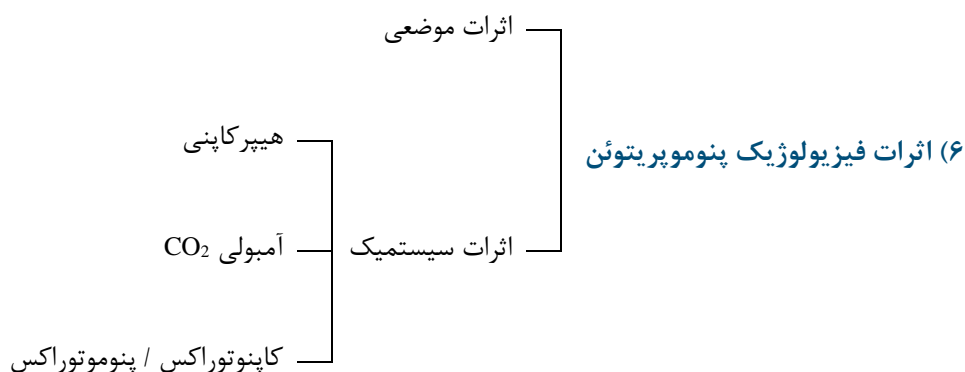 ۶) اثرات فیزیولوژیک پنوموپریتوئن
اثرات موضعی
اثرات سیستمیک
هیپرکاپنی
آمبولی CO₂
کاپنوتوراکس / پنوموتوراکس